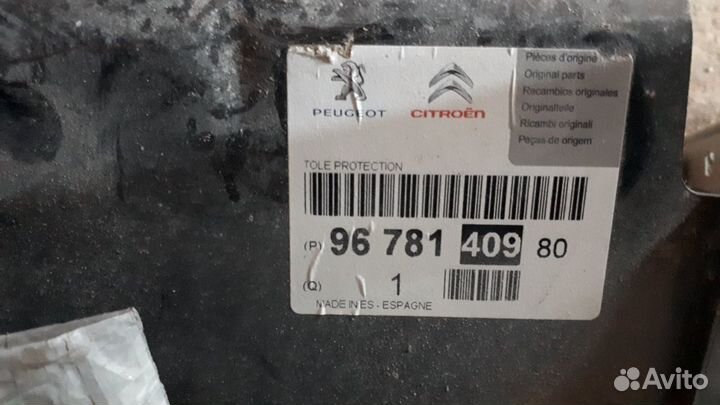 PEUGEOT
CITROËN
Pièces d'origine
Original parts
Recambios originales
Originalteile
Ricambi originali
Peças de origem
TOLE PROTECTION
(P) 96 781 409 80
(Q) 1
MADE IN ES - ESPAGNE
Avito